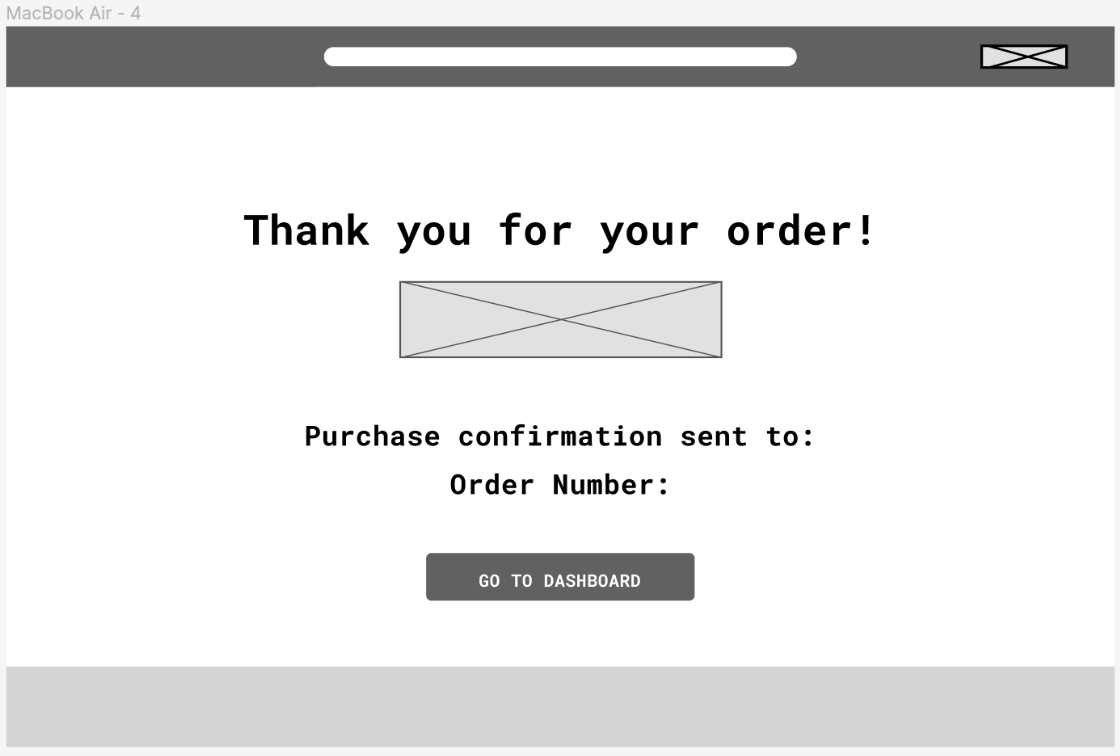 MacBook Air - 4
Thank you for your order!
Purchase confirmation sent to:
Order Number:
GO TO DASHBOARD